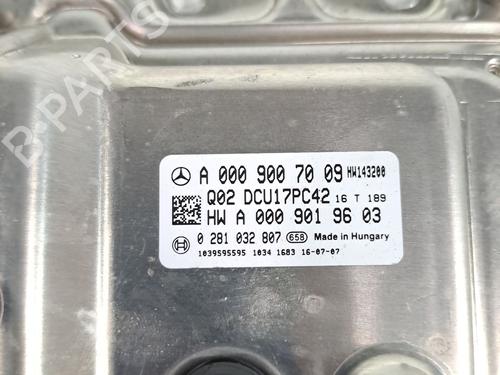 B-PARTS
A 000 900 70 09 HW143200
Q02 DCU17PC42 16 T 189
HW A 000 901 96 03
0 281 032 807 658 Made in Hungary
1039S95595 1034 1683 16-07-07